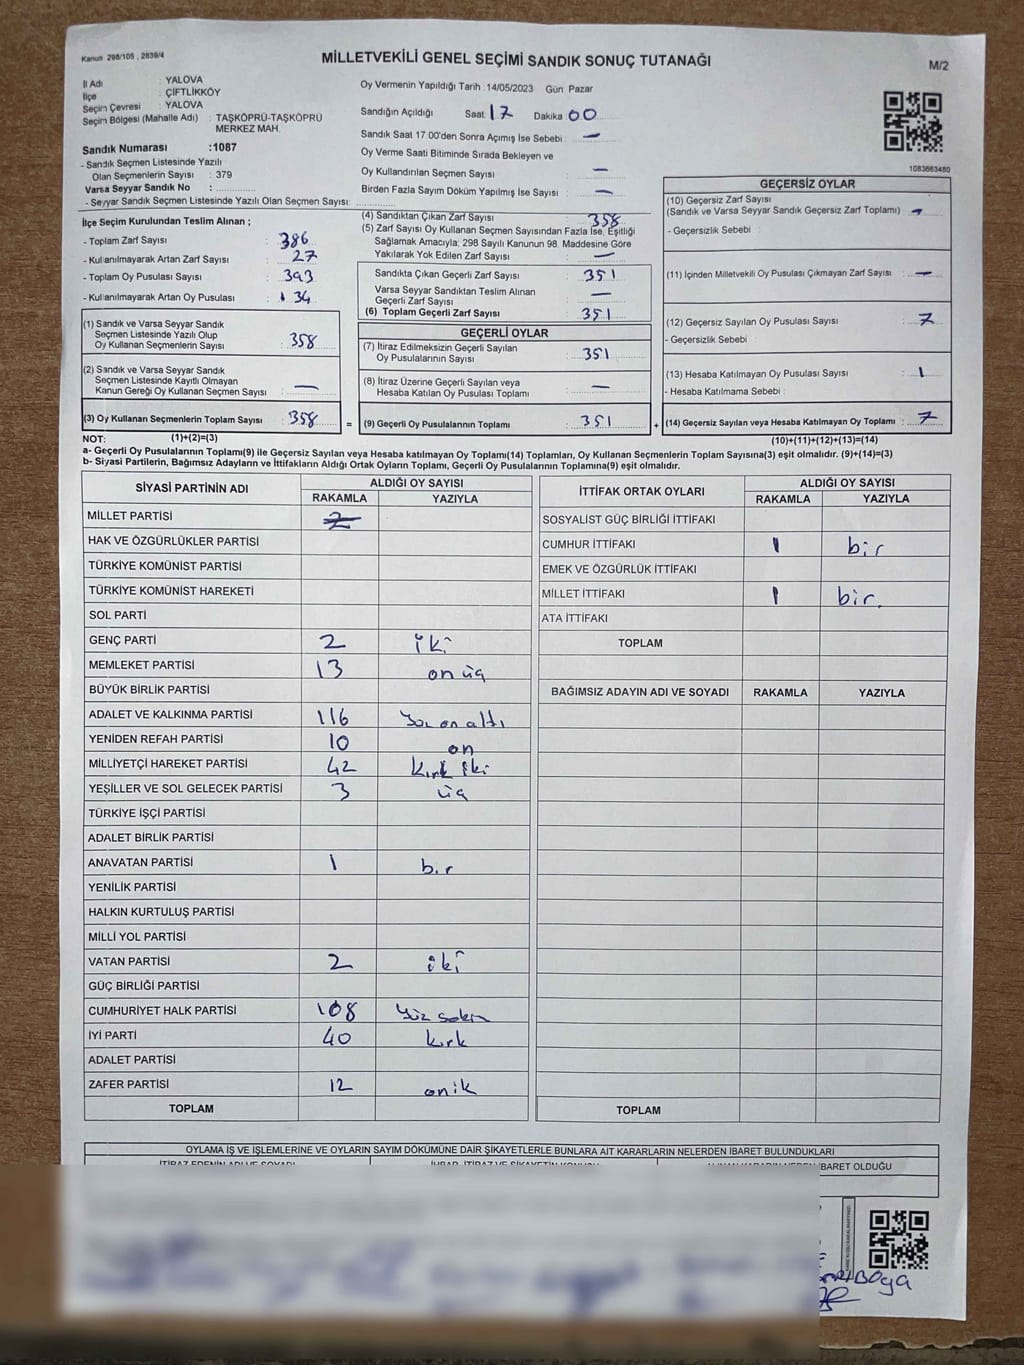 Kanun 298/105 , 2839/4
MİLLETVEKİLİ GENEL SEÇİMİ SANDIK SONUÇ TUTANAĞI
M/2
İl Adı : YALOVA
İlçe : ÇİFTLİKKÖY
Seçim Çevresi : YALOVA
Seçim Bölgesi (Mahalle Adı) : TAŞKÖPRÜ-TAŞKÖPRÜ
MERKEZ MAH.
Sandık Numarası :1087
- Sandık Seçmen Listesinde Yazılı
Olan Seçmenlerin Sayısı : 379
Varsa Seyyar Sandık No :
- Seyyar Sandık Seçmen Listesinde Yazılı Olan Seçmen Sayısı:
Oy Vermenin Yapıldığı Tarih :14/05/2023 Gün Pazar
Sandığın Açıldığı Saat 17 Dakika 00
Sandık Saat 17:00'den Sonra Açımış İse Sebebi : —
Oy Verme Saati Bitiminde Sırada Bekleyen ve
Oy Kullandırılan Seçmen Sayısı : —
Birden Fazla Sayım Döküm Yapılmış İse Sayısı : —
1083663480
İlçe Seçim Kurulundan Teslim Alınan ;
- Toplam Zarf Sayısı : 386
- Kullanılmayarak Artan Zarf Sayısı : 27
- Toplam Oy Pusulası Sayısı : 393
- Kullanılmayarak Artan Oy Pusulası : 34
(1) Sandık ve Varsa Seyyar Sandık
Seçmen Listesinde Yazılı Olup
Oy Kullanan Seçmenlerin Sayısı : 358
(2) Sandık ve Varsa Seyyar Sandık
Seçmen Listesinde Kayıtlı Olmayan
Kanun Gereği Oy Kullanan Seçmen Sayısı : —
(3) Oy Kullanan Seçmenlerin Toplam Sayısı : 358
(4) Sandıktan Çıkan Zarf Sayısı : 358
(5) Zarf Sayısı Oy Kullanan Seçmen Sayısından Fazla İse, Eşitliği
Sağlamak Amacıyla; 298 Sayılı Kanunun 98. Maddesine Göre
Yakılarak Yok Edilen Zarf Sayısı : —
Sandıkta Çıkan Geçerli Zarf Sayısı : 351
Varsa Seyyar Sandıktan Teslim Alınan
Geçerli Zarf Sayısı : —
(6) Toplam Geçerli Zarf Sayısı : 351
GEÇERLİ OYLAR
(7) İtiraz Edilmeksizin Geçerli Sayılan
Oy Pusulalarının Sayısı : 351
(8) İtiraz Üzerine Geçerli Sayılan veya
Hesaba Katılan Oy Pusulası Toplamı : —
= (9) Geçerli Oy Pusulalarının Toplamı : 351
GEÇERSİZ OYLAR
(10) Geçersiz Zarf Sayısı
(Sandık ve Varsa Seyyar Sandık Geçersiz Zarf Toplamı) : —
- Geçersizlik Sebebi :
(11) İçinden Milletvekili Oy Pusulası Çıkmayan Zarf Sayısı : —
(12) Geçersiz Sayılan Oy Pusulası Sayısı : 7
- Geçersizlik Sebebi :
(13) Hesaba Katılmayan Oy Pusulası Sayısı : 1
- Hesaba Katılmama Sebebi :
+ (14) Geçersiz Sayılan veya Hesaba Katılmayan Oy Toplamı : 7
NOT: (1)+(2)=(3) (10)+(11)+(12)+(13)=(14)
a- Geçerli Oy Pusulalarının Toplamı(9) ile Geçersiz Sayılan veya Hesaba katılmayan Oy Toplamı(14) Toplamları, Oy Kullanan Seçmenlerin Toplam Sayısına(3) eşit olmalıdır. (9)+(14)=(3)
b- Siyasi Partilerin, Bağımsız Adayların ve İttifakların Aldığı Ortak Oyların Toplamı, Geçerli Oy Pusulalarının Toplamına(9) eşit olmalıdır.
SİYASİ PARTİNİN ADI ALDIĞI OY SAYISI
RAKAMLA YAZIYLA
MİLLET PARTİSİ 2
HAK VE ÖZGÜRLÜKLER PARTİSİ
TÜRKİYE KOMÜNİST PARTİSİ
TÜRKİYE KOMÜNİST HAREKETİ
SOL PARTİ
GENÇ PARTİ 2 iki
MEMLEKET PARTİSİ 13 on üç
BÜYÜK BİRLİK PARTİSİ
ADALET VE KALKINMA PARTİSİ 116 yüz on altı
YENİDEN REFAH PARTİSİ 10 on
MİLLİYETÇİ HAREKET PARTİSİ 42 Kırk iki
YEŞİLLER VE SOL GELECEK PARTİSİ 3 üç
TÜRKİYE İŞÇİ PARTİSİ
ADALET BİRLİK PARTİSİ
ANAVATAN PARTİSİ 1 bir
YENİLİK PARTİSİ
HALKIN KURTULUŞ PARTİSİ
MİLLİ YOL PARTİSİ
VATAN PARTİSİ 2 iki
GÜÇ BİRLİĞİ PARTİSİ
CUMHURİYET HALK PARTİSİ 108 yüz sekiz
İYİ PARTİ 40 kırk
ADALET PARTİSİ
ZAFER PARTİSİ 12 onik
TOPLAM
İTTİFAK ORTAK OYLARI ALDIĞI OY SAYISI
RAKAMLA YAZIYLA
SOSYALİST GÜÇ BİRLİĞİ İTTİFAKI
CUMHUR İTTİFAKI 1 bir
EMEK VE ÖZGÜRLÜK İTTİFAKI
MİLLET İTTİFAKI 1 bir.
ATA İTTİFAKI
TOPLAM
BAĞIMSIZ ADAYIN ADI VE SOYADI RAKAMLA YAZIYLA
TOPLAM
OYLAMA İŞ VE İŞLEMLERİNE VE OYLARIN SAYIM DÖKÜMÜNE DAİR ŞİKAYETLERLE BUNLARA AİT KARARLARIN NELERDEN İBARET BULUNDUKLARI
İTİRAZ EDENİN ADI VE SOYADI
İBARET OLDUĞU